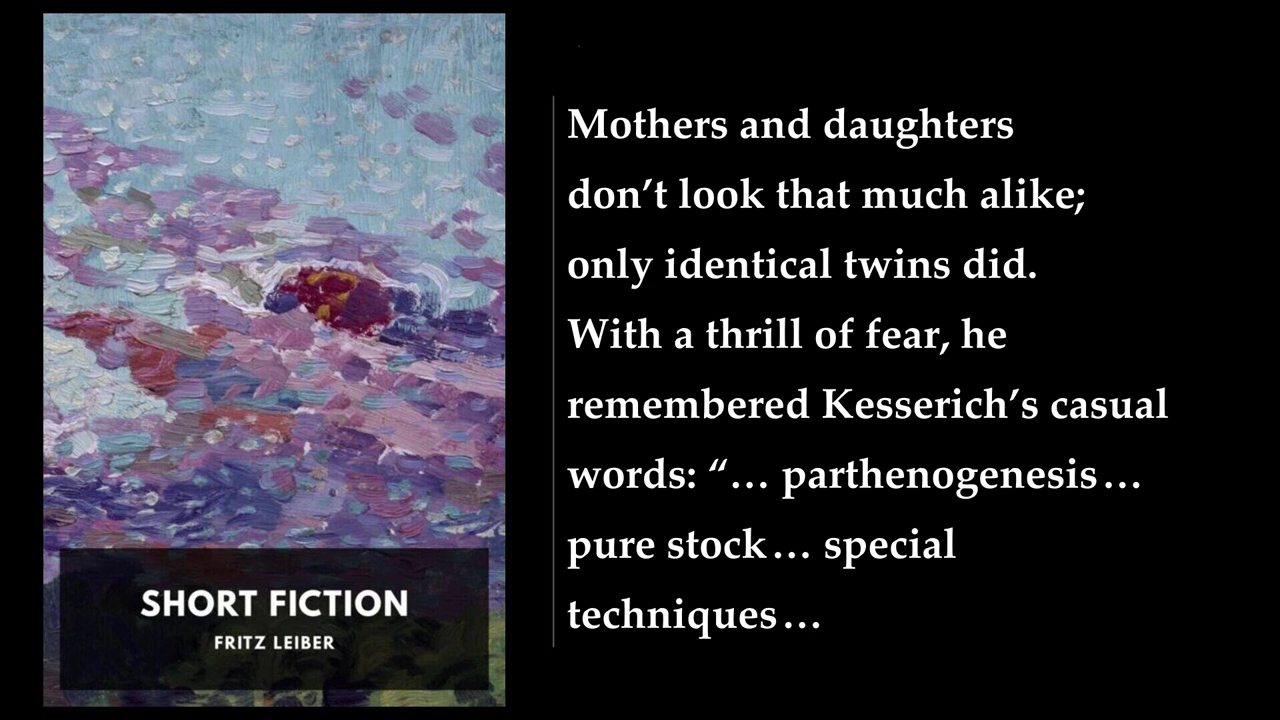 Mothers and daughters
don’t look that much alike;
only identical twins did.
With a thrill of fear, he
remembered Kesserich’s casual
words: “… parthenogenesis…
pure stock… special
techniques…
SHORT FICTION
FRITZ LEIBER